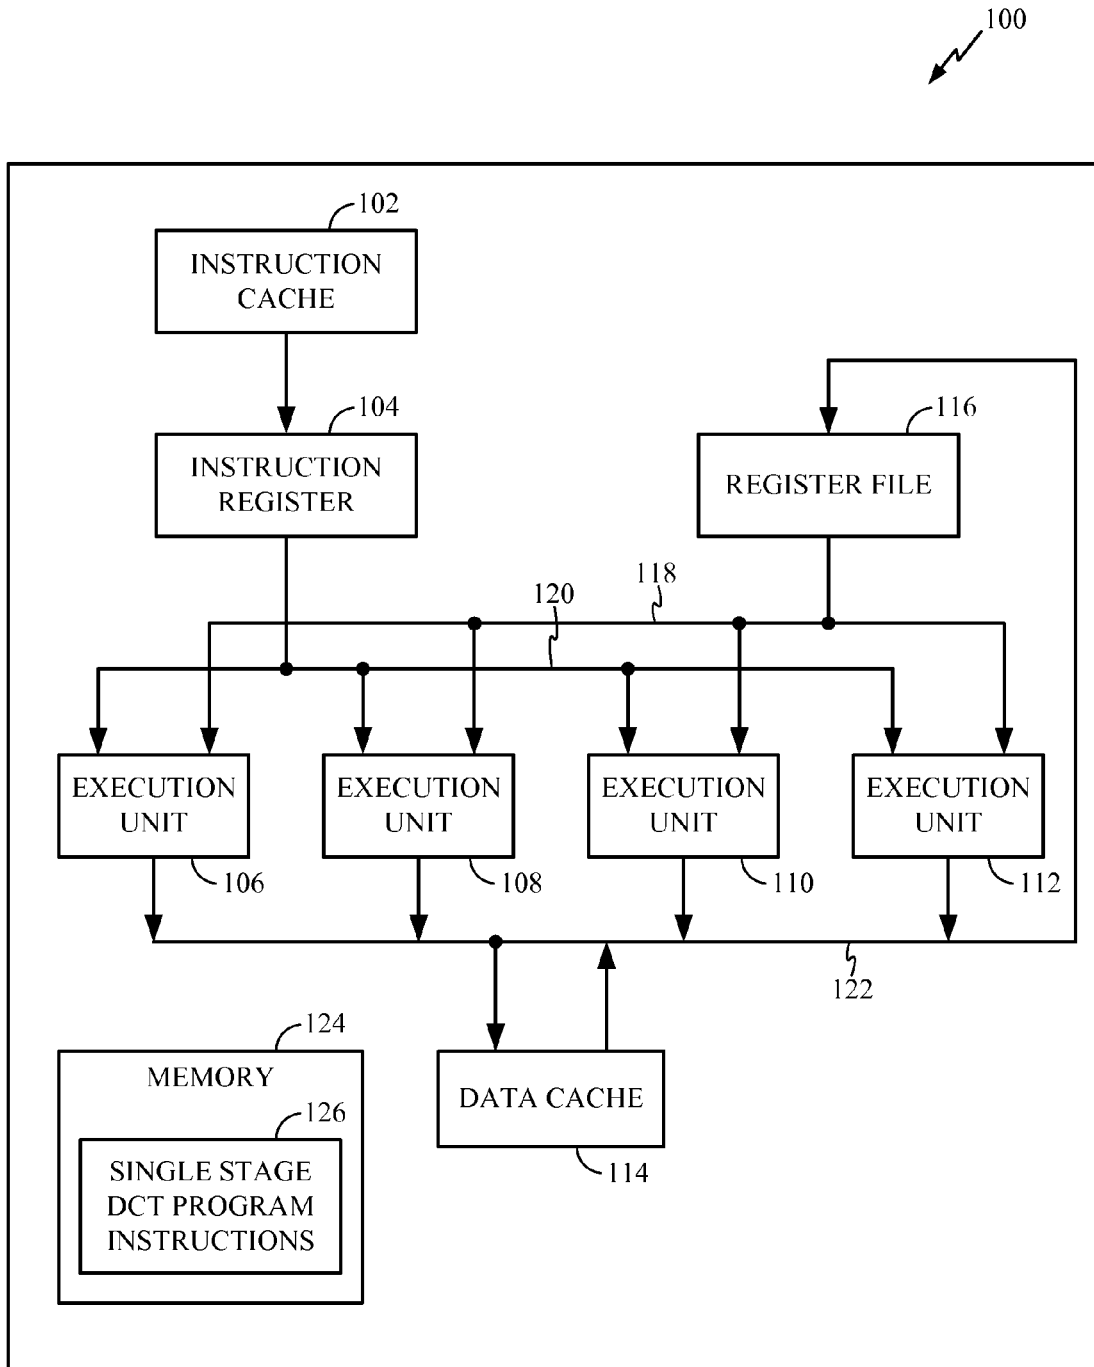 100
102
INSTRUCTION
CACHE
104
INSTRUCTION
REGISTER
116
REGISTER FILE
118
120
EXECUTION
UNIT
106
EXECUTION
UNIT
108
EXECUTION
UNIT
110
EXECUTION
UNIT
112
122
124
MEMORY
126
SINGLE STAGE
DCT PROGRAM
INSTRUCTIONS
DATA CACHE
114